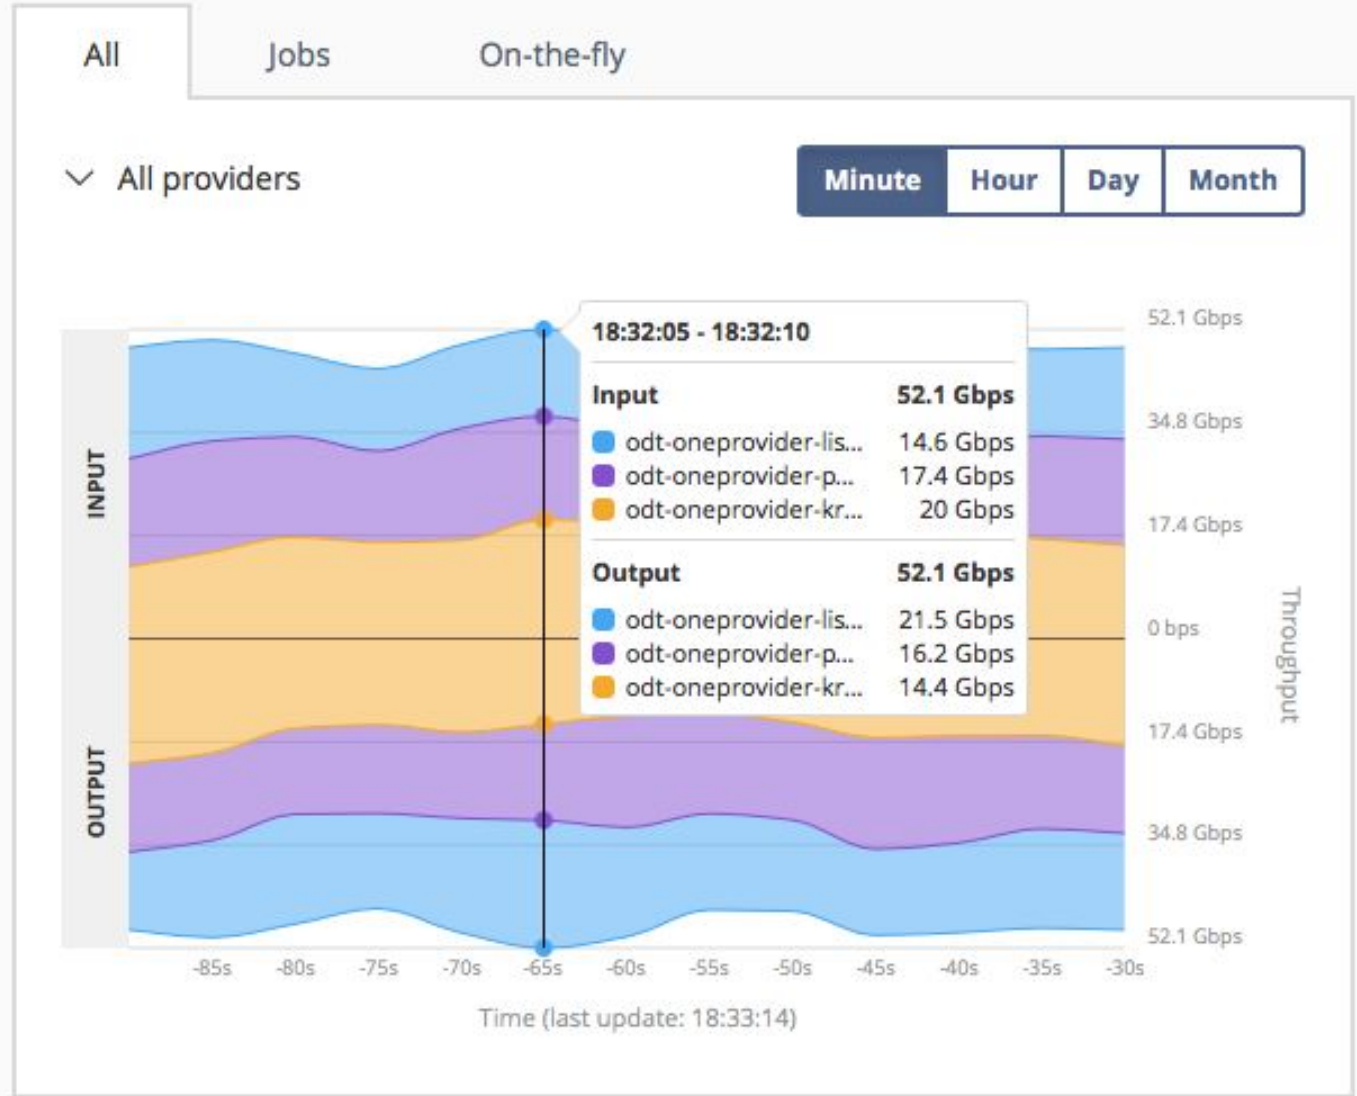 All Jobs On-the-fly
All providers
Minute Hour Day Month
52.1 Gbps
34.8 Gbps
17.4 Gbps
0 bps
17.4 Gbps
34.8 Gbps
52.1 Gbps
Throughput
INPUT
OUTPUT
18:32:05 - 18:32:10
Input 52.1 Gbps
odt-oneprovider-lis... 14.6 Gbps
odt-oneprovider-p... 17.4 Gbps
odt-oneprovider-kr... 20 Gbps
Output 52.1 Gbps
odt-oneprovider-lis... 21.5 Gbps
odt-oneprovider-p... 16.2 Gbps
odt-oneprovider-kr... 14.4 Gbps
-85s -80s -75s -70s -65s -60s -55s -50s -45s -40s -35s -30s
Time (last update: 18:33:14)